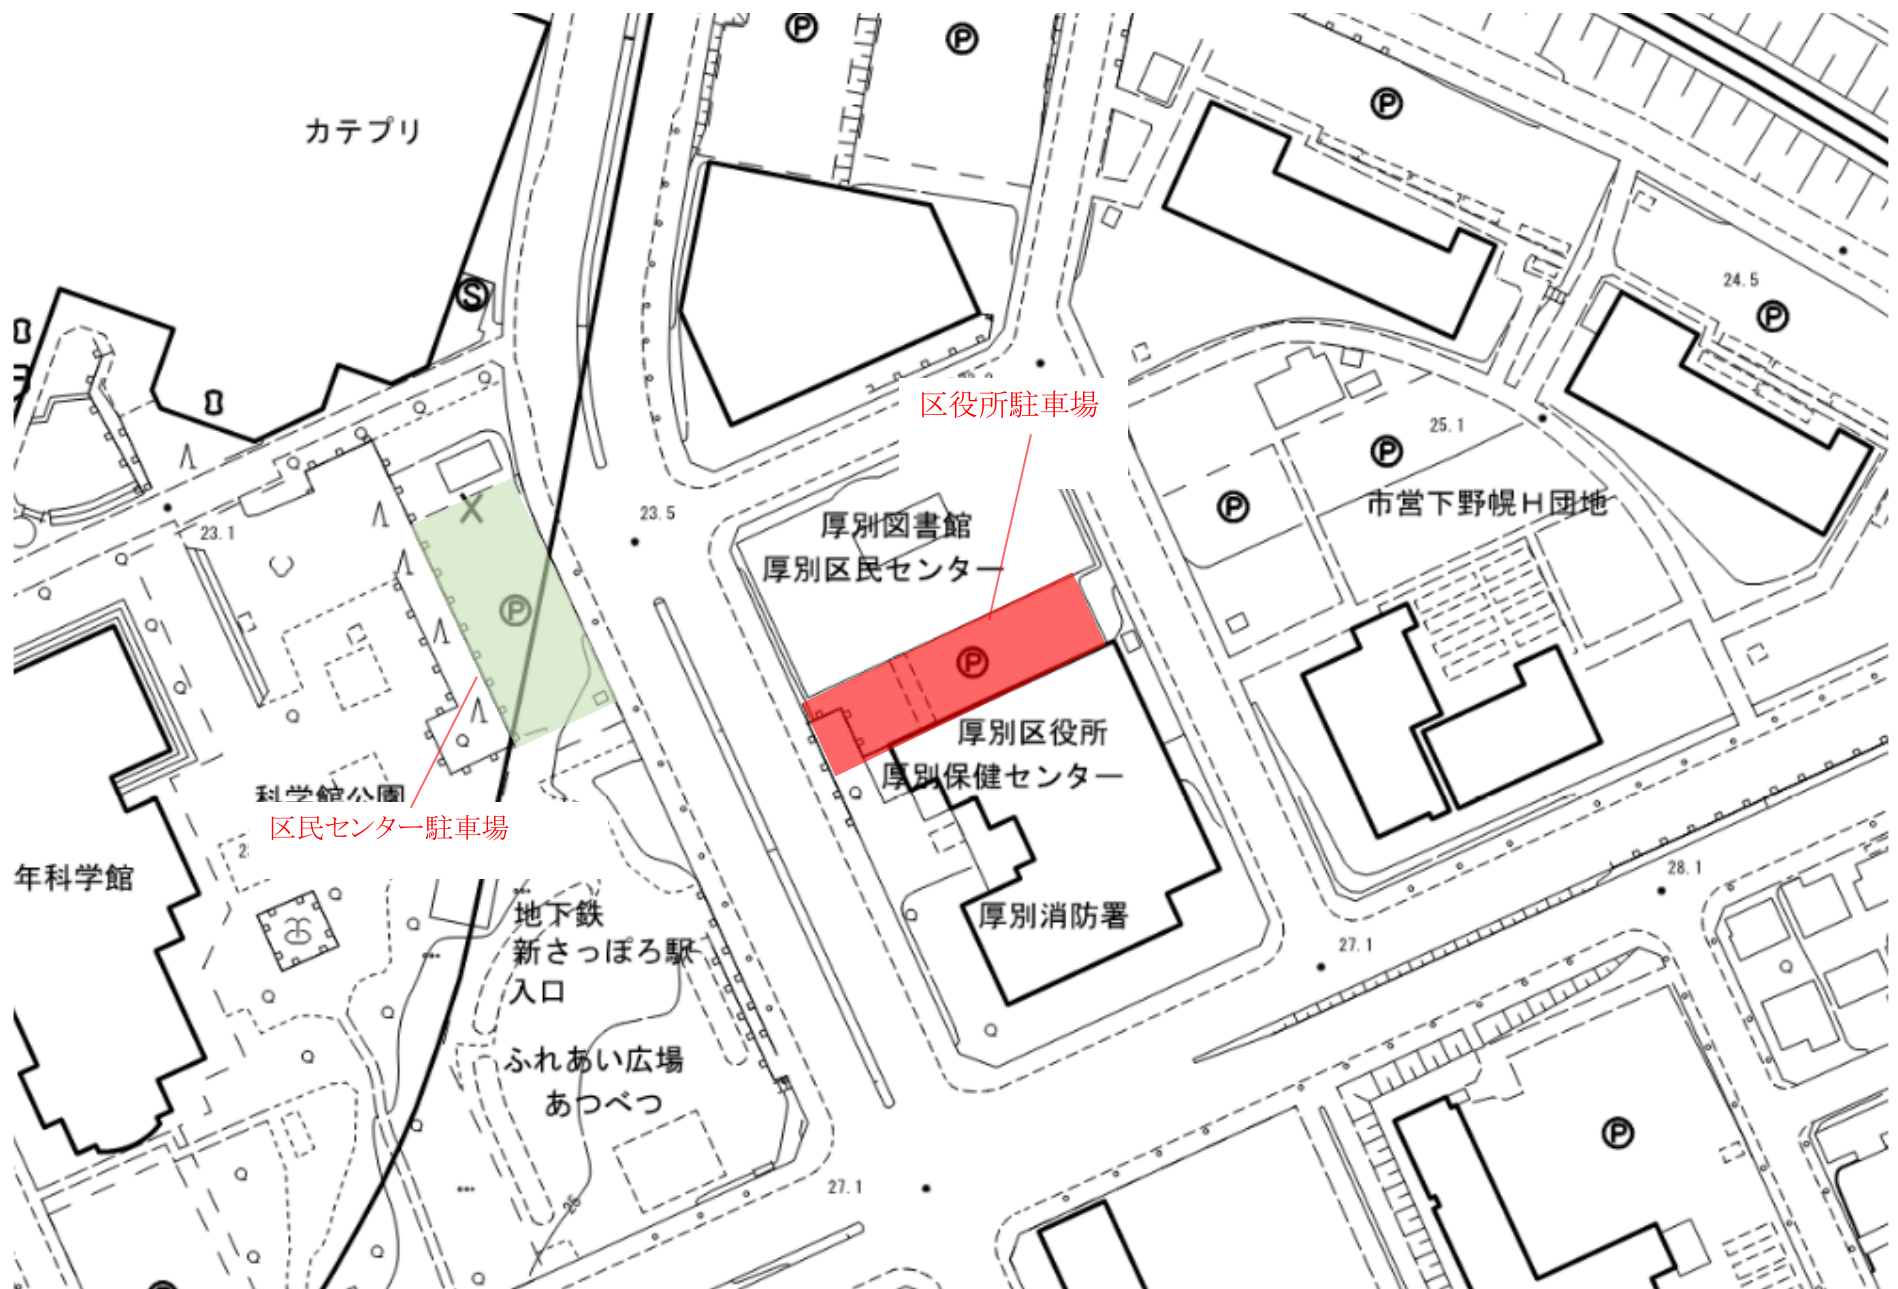 Ⓟ
Ⓟ
Ⓟ
カテプリ
Ⓢ
24.5
Ⓟ
区役所駐車場
25.1
Ⓟ
23.1
23.5
Ⓟ
市営下野幌H団地
厚別図書館
厚別区民センター
Ⓟ
Ⓟ
厚別区役所
厚別保健センター
科学館公園
区民センター駐車場
年科学館
28.1
地下鉄
新さっぽろ駅
入口
厚別消防署
27.1
ふれあい広場
あつべつ
Ⓟ
27.1
25